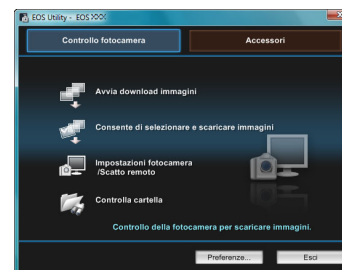 EOS Utility - EOS XXX
Controllo fotocamera
Accessori
Avvia download immagini
Consente di selezionare e scaricare immagini
Impostazioni fotocamera
/Scatto remoto
Controlla cartella
Controllo della fotocamera per scaricare immagini.
Preferenze...
Esci